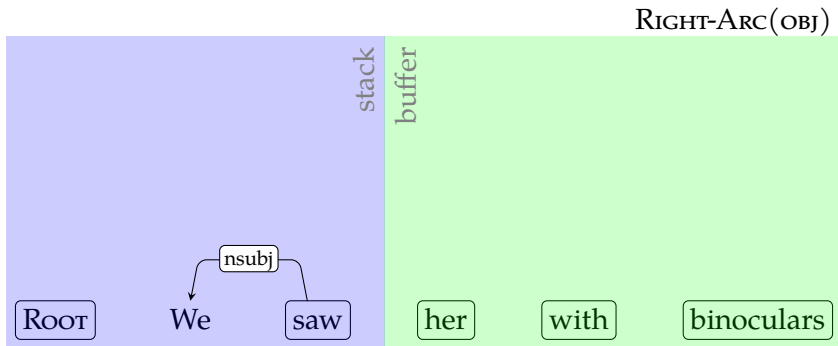 RIGHT-ARC(OBJ)
stack
buffer
nsubj
ROOT We saw her with binoculars